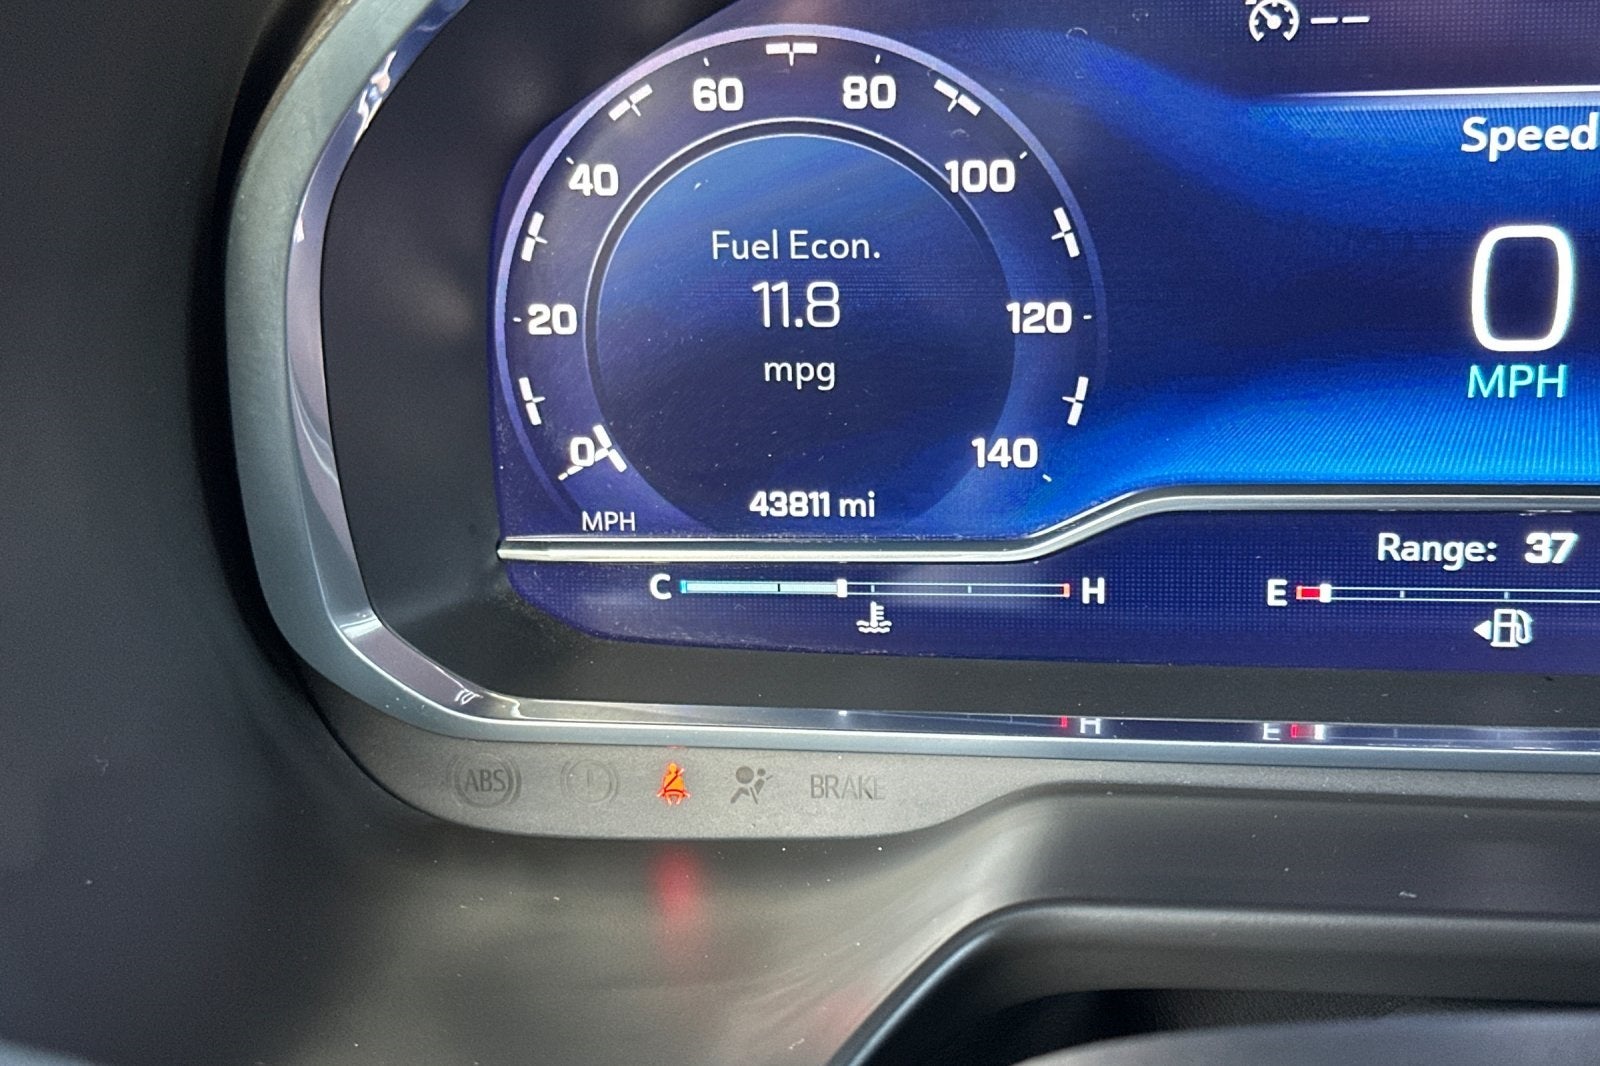 --
60
80
40
100
Speed
Fuel Econ.
11.8
mpg
20
120
0
MPH
0
140
43811 mi
MPH
Range: 37
C
H
E
H
E
ABS
BRAKE